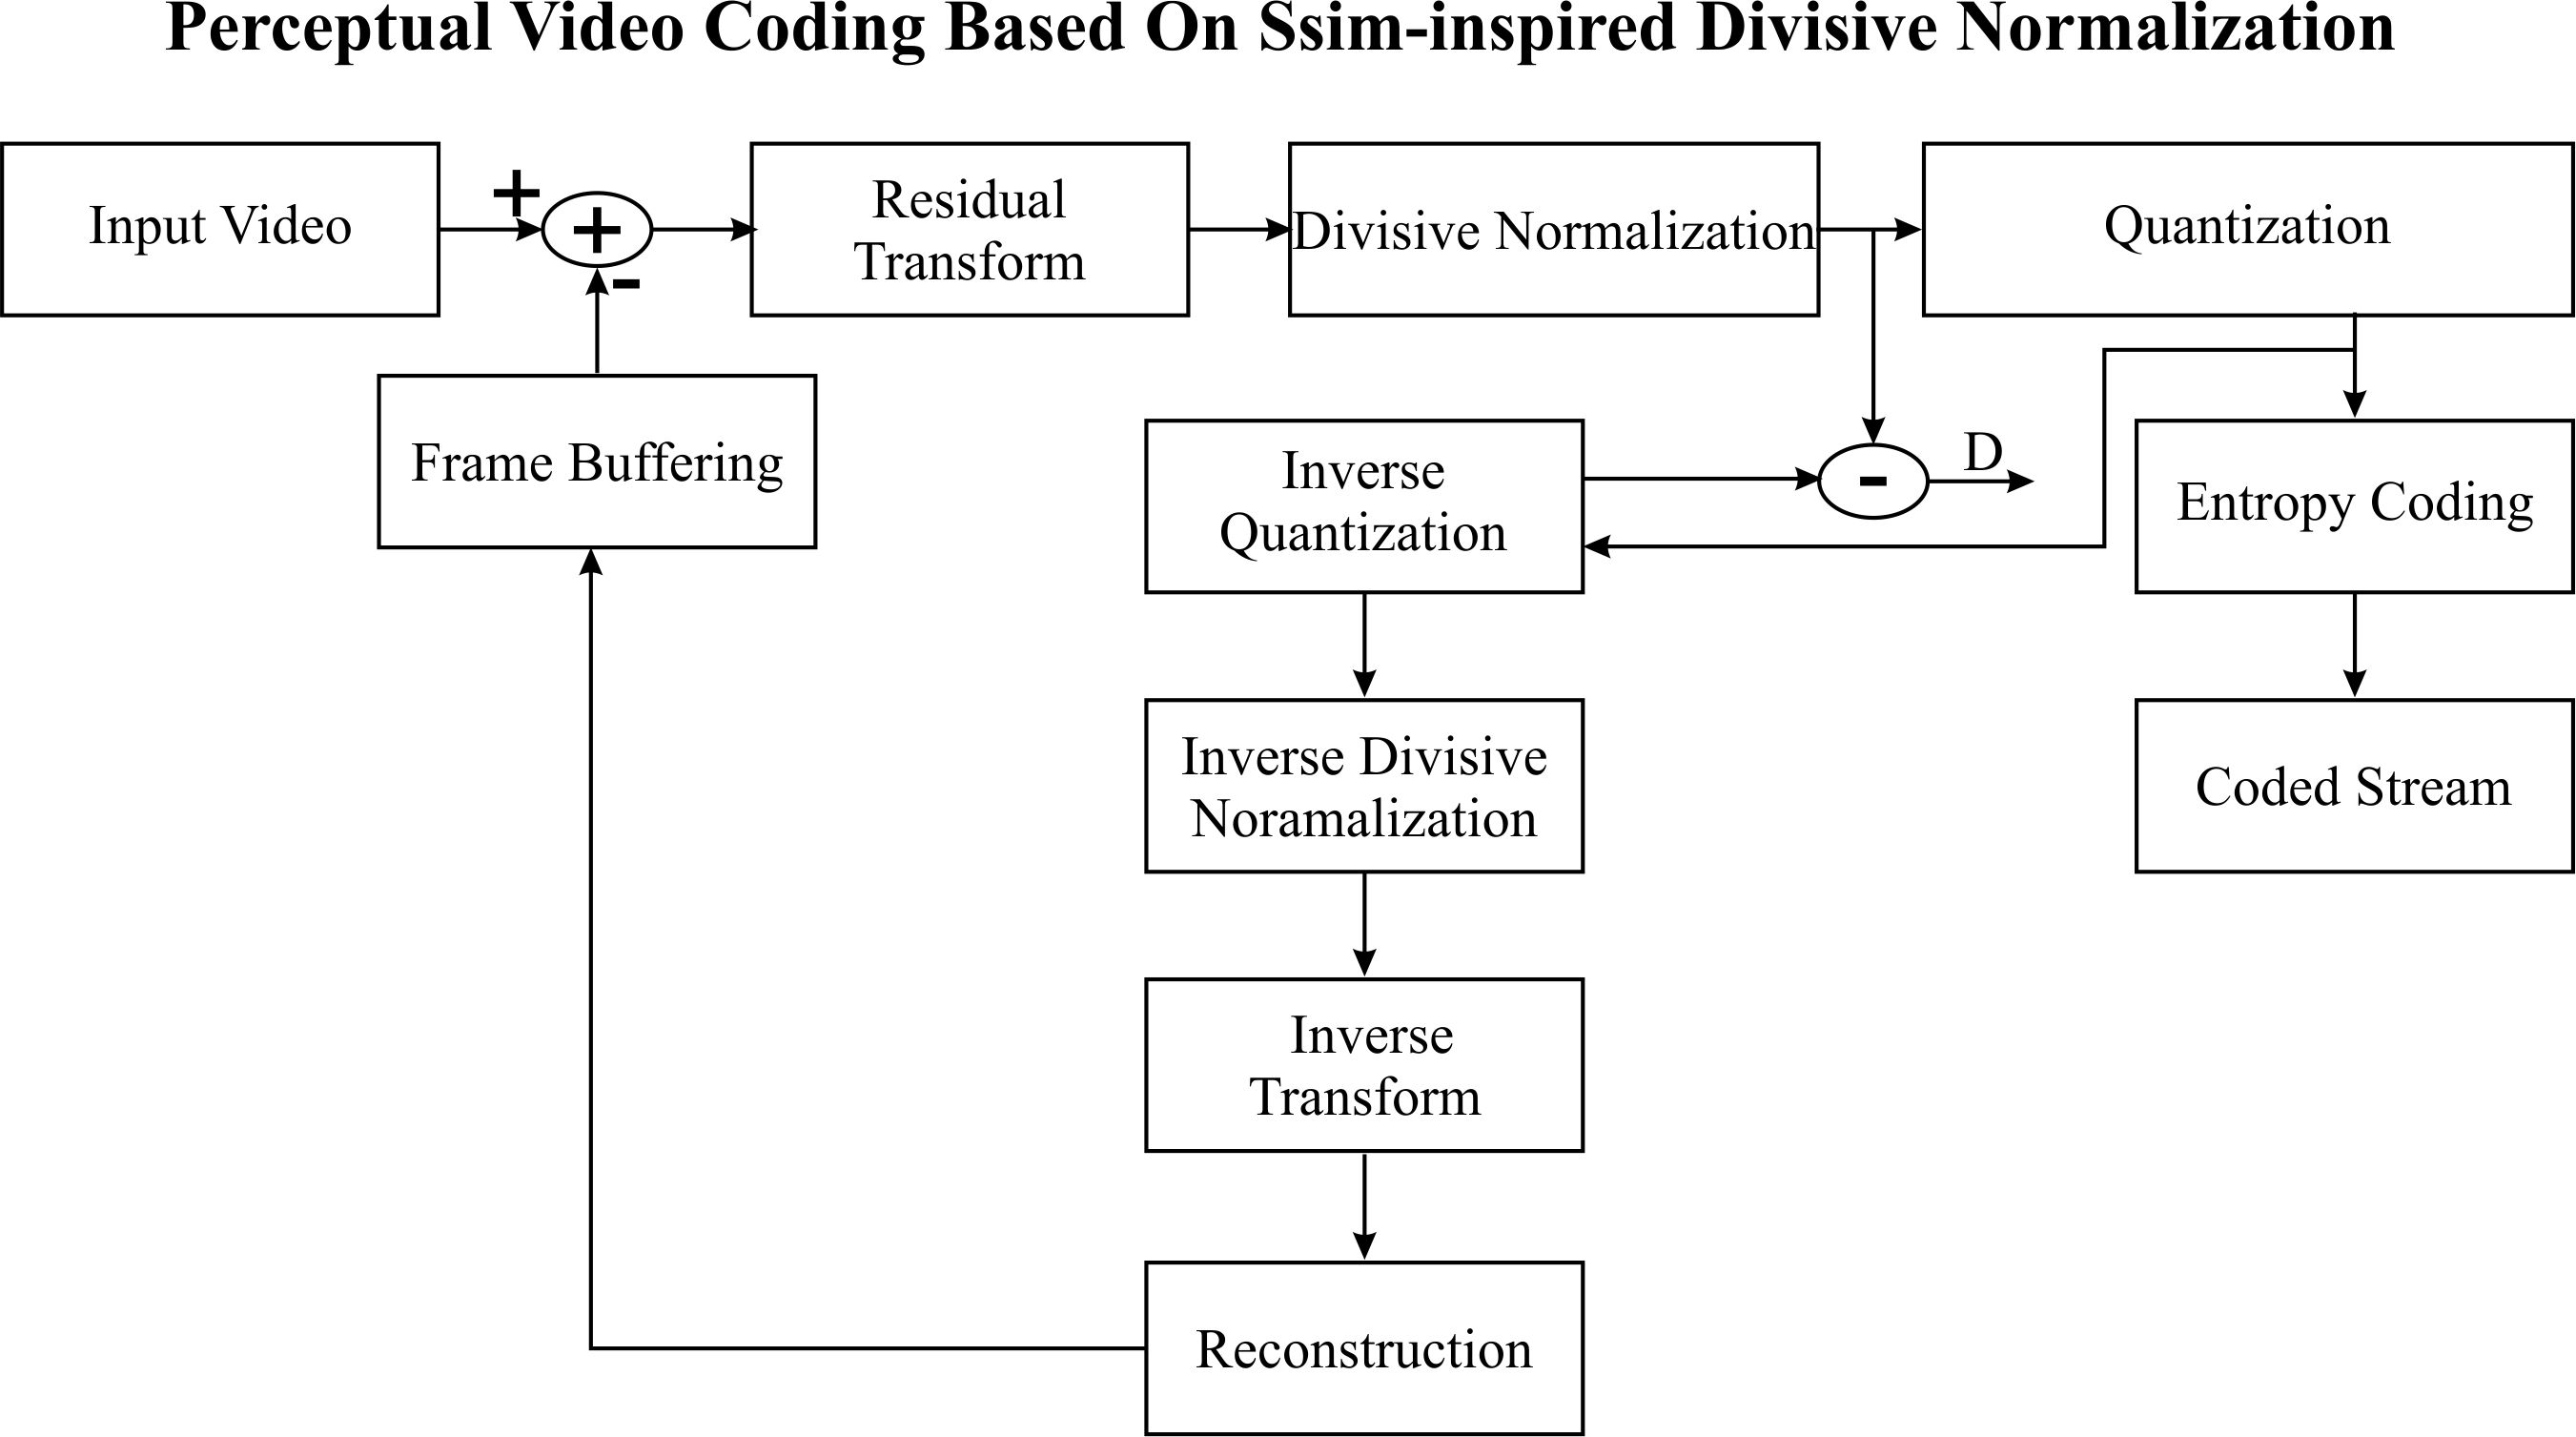 Perceptual Video Coding Based On Ssim-inspired Divisive Normalization
Input Video
+
+
-
Residual
Transform
Divisive Normalization
Quantization
Frame Buffering
Inverse
Quantization
-
D
Entropy Coding
Inverse Divisive
Noramalization
Coded Stream
Inverse
Transform
Reconstruction